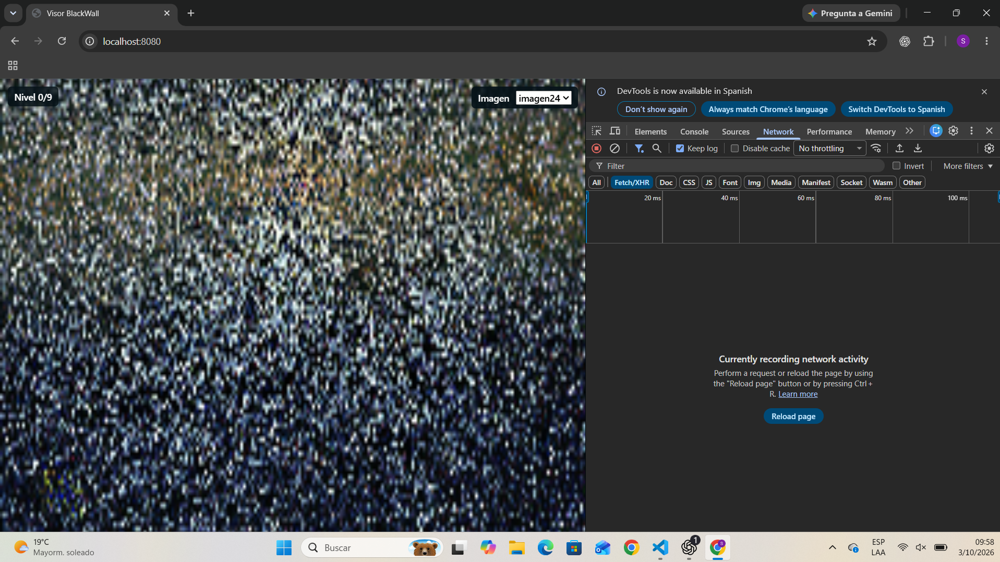 Visor BlackWall
Pregunta a Gemini
localhost:8080
S
Nivel 0/9
Imagen imagen24
DevTools is now available in Spanish
Don't show again Always match Chrome's language Switch DevTools to Spanish
Elements Console Sources Network Performance Memory
Keep log Disable cache No throttling
Filter Invert More filters
All Fetch/XHR Doc CSS JS Font Img Media Manifest Socket Wasm Other
20 ms 40 ms 60 ms 80 ms 100 ms
Currently recording network activity
Perform a request or reload the page by using
the "Reload page" button or by pressing Ctrl +
R. Learn more
Reload page
19°C
Mayorm. soleado
Buscar
1
S
ESP
LAA
09:58
3/10/2026